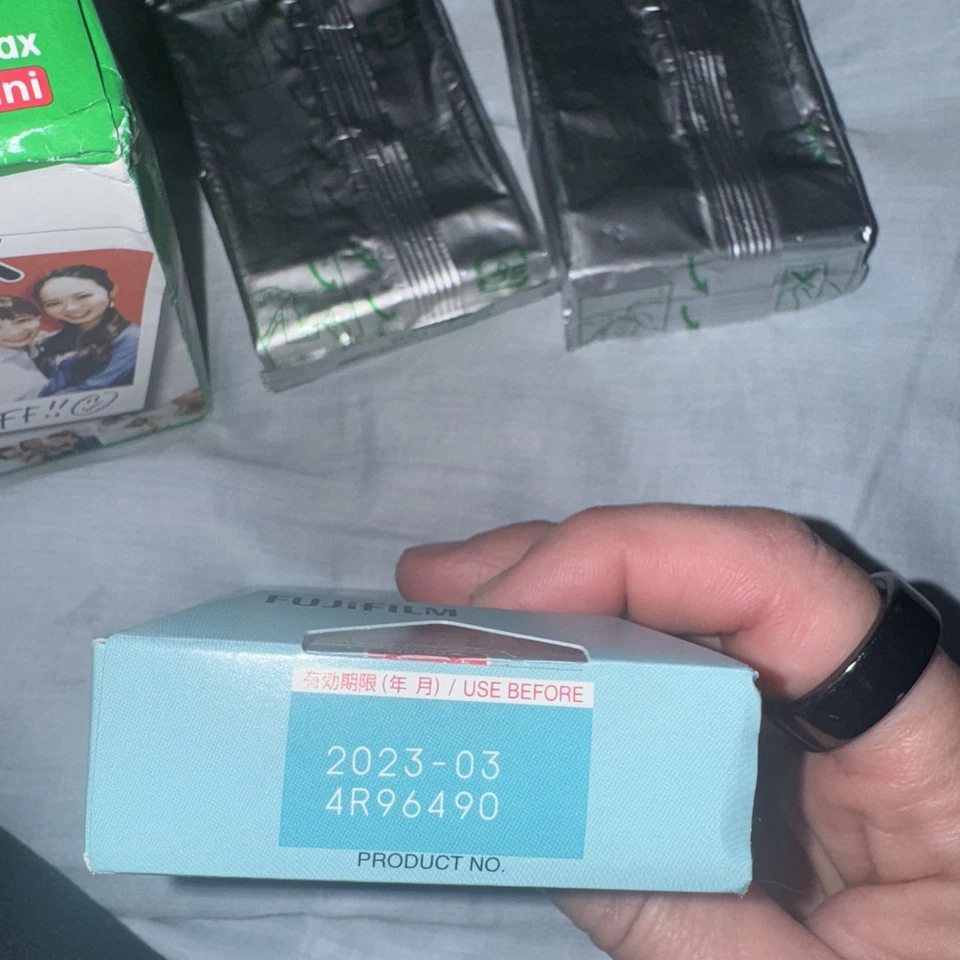 ax
ni
FF!!
FUJIFILM
有効期限 (年 月) / USE BEFORE
2023-03
4R96490
PRODUCT NO.